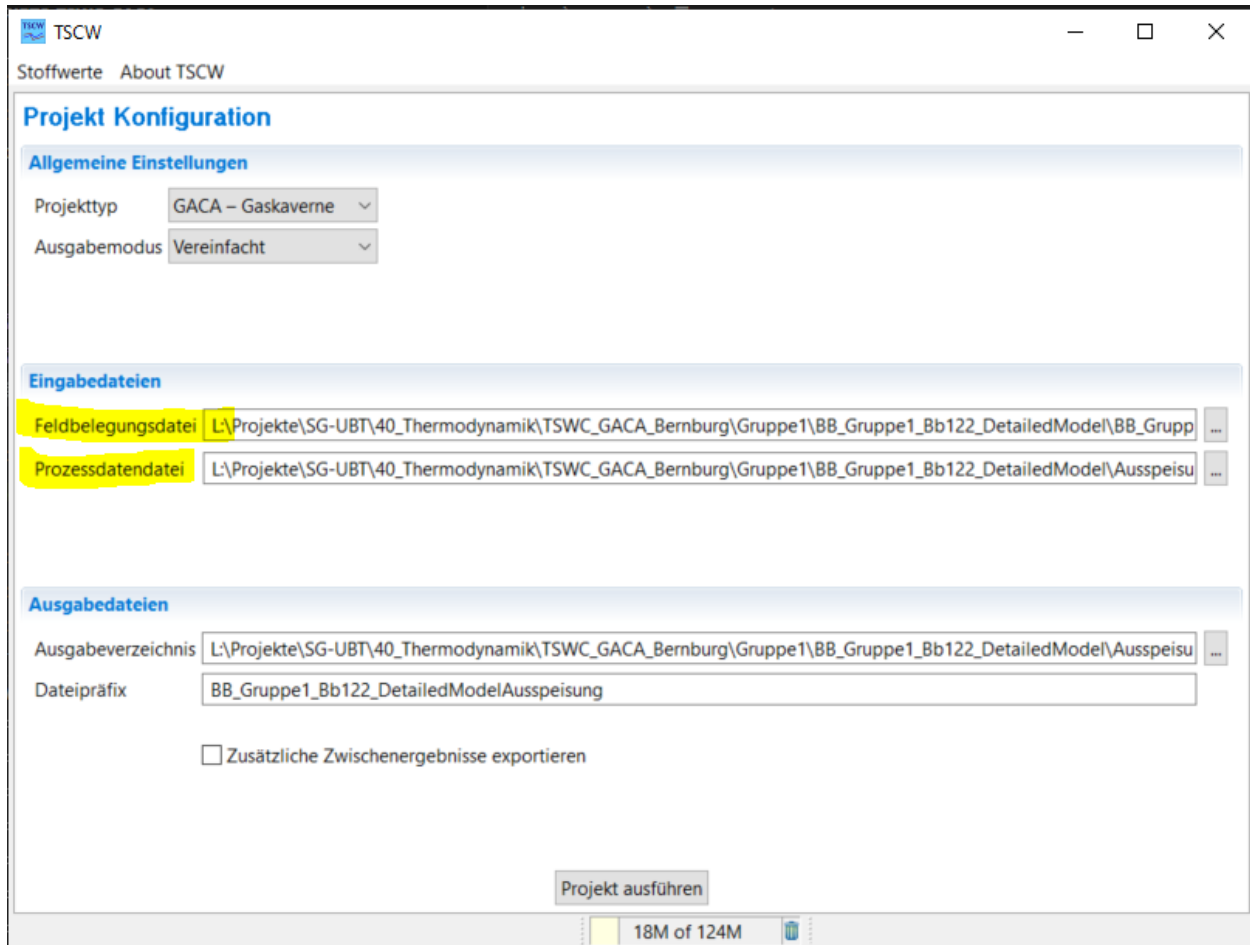 TSCW TSCW
Stoffwerte About TSCW
Projekt Konfiguration
Allgemeine Einstellungen
Projekttyp GACA – Gaskaverne
Ausgabemodus Vereinfacht
Eingabedateien
Feldbelegungsdatei L:\Projekte\SG-UBT\40_Thermodynamik\TSWC_GACA_Bernburg\Gruppe1\BB_Gruppe1_Bb122_DetailedModel\BB_Grupp ...
Prozessdatendatei L:\Projekte\SG-UBT\40_Thermodynamik\TSWC_GACA_Bernburg\Gruppe1\BB_Gruppe1_Bb122_DetailedModel\Ausspeisu ...
Ausgabedateien
Ausgabeverzeichnis L:\Projekte\SG-UBT\40_Thermodynamik\TSWC_GACA_Bernburg\Gruppe1\BB_Gruppe1_Bb122_DetailedModel\Ausspeisu ...
Dateipräfix BB_Gruppe1_Bb122_DetailedModelAusspeisung
Zusätzliche Zwischenergebnisse exportieren
Projekt ausführen
18M of 124M